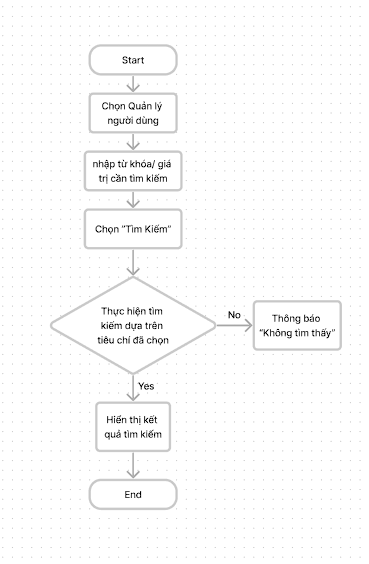 Start
Chọn Quản lý
người dùng
nhập từ khóa/ giá
trị cần tìm kiếm
Chọn "Tìm Kiếm"
Thực hiện tìm
kiếm dựa trên
tiêu chí đã chọn
No
Thông báo
"Không tìm thấy"
Yes
Hiển thị kết
quả tìm kiếm
End